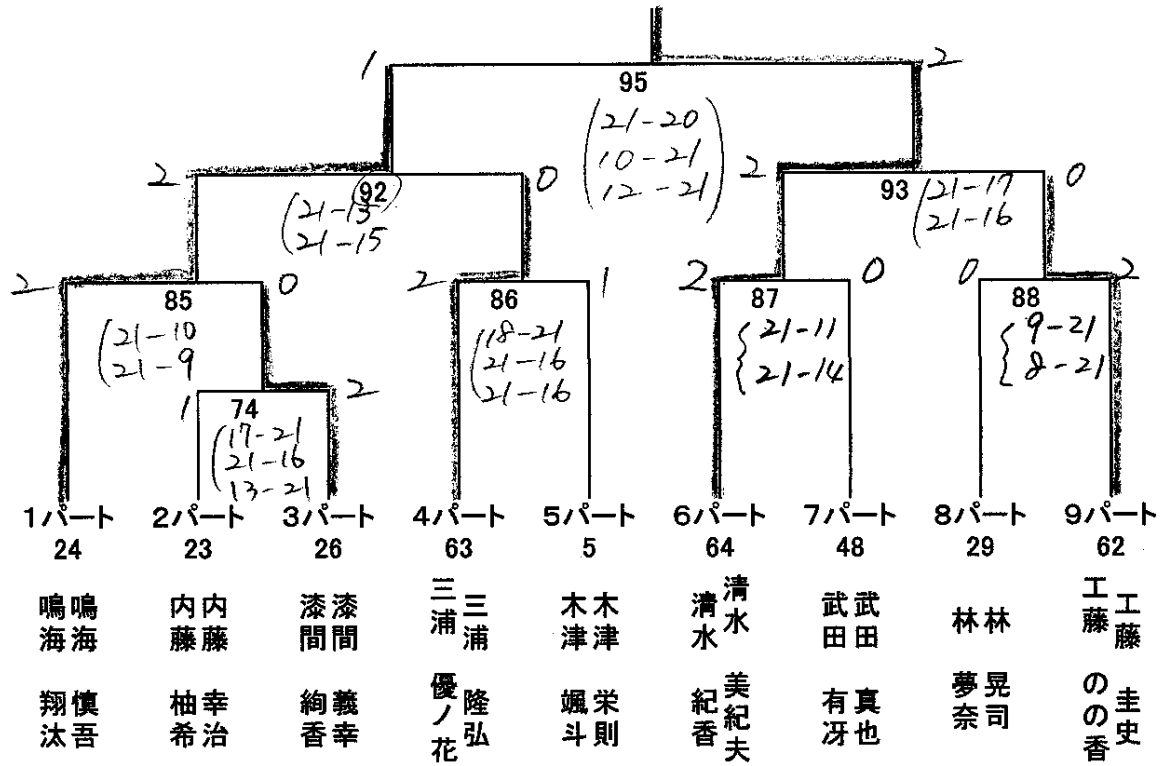 1 2
95
(21-20
10-21
12-21)
2 0 2 0
92 93
(21-13
21-15
(21-17
21-16
2 0 2 1 2 0 0 2
85 86 87 88
(21-10
21-9
(18-21
21-16
21-16
{21-11
21-14
{9-21
8-21
1 2
74
(17-21
21-16
13-21
1パート 2パート 3パート 4パート 5パート 6パート 7パート 8パート 9パート
24 23 26 63 5 64 48 29 62
鳴海 慎吾
鳴海 翔汰
内藤 幸治
内藤 柚希
漆間 義幸
漆間 絢香
三浦 隆弘
三浦 優ノ花
木津 栄則
木津 颯斗
清水 美紀夫
清水 紀香
武田 真也
武田 有冴
林 晃司
林 夢奈
工藤 圭史
工藤 のの香